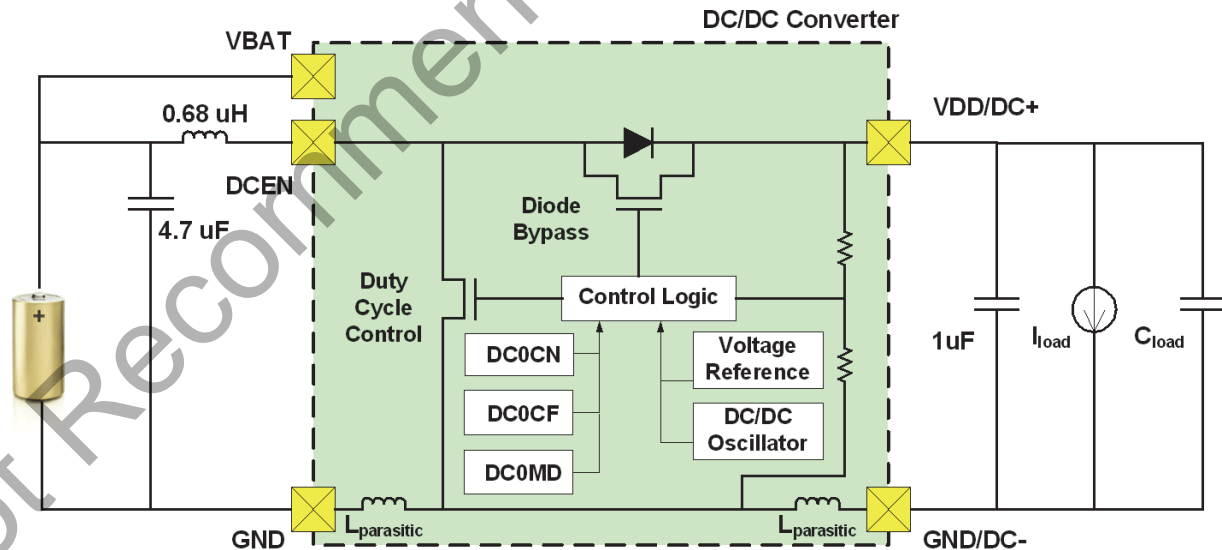 DC/DC Converter
VBAT
0.68 uH
VDD/DC+
DCEN
4.7 uF
Diode
Bypass
Duty
Cycle
Control
Control Logic
DC0CN
DC0CF
DC0MD
Voltage
Reference
DC/DC
Oscillator
+
1uF
Iload
Cload
Lparasitic
Lparasitic
GND
GND/DC-
Recommen